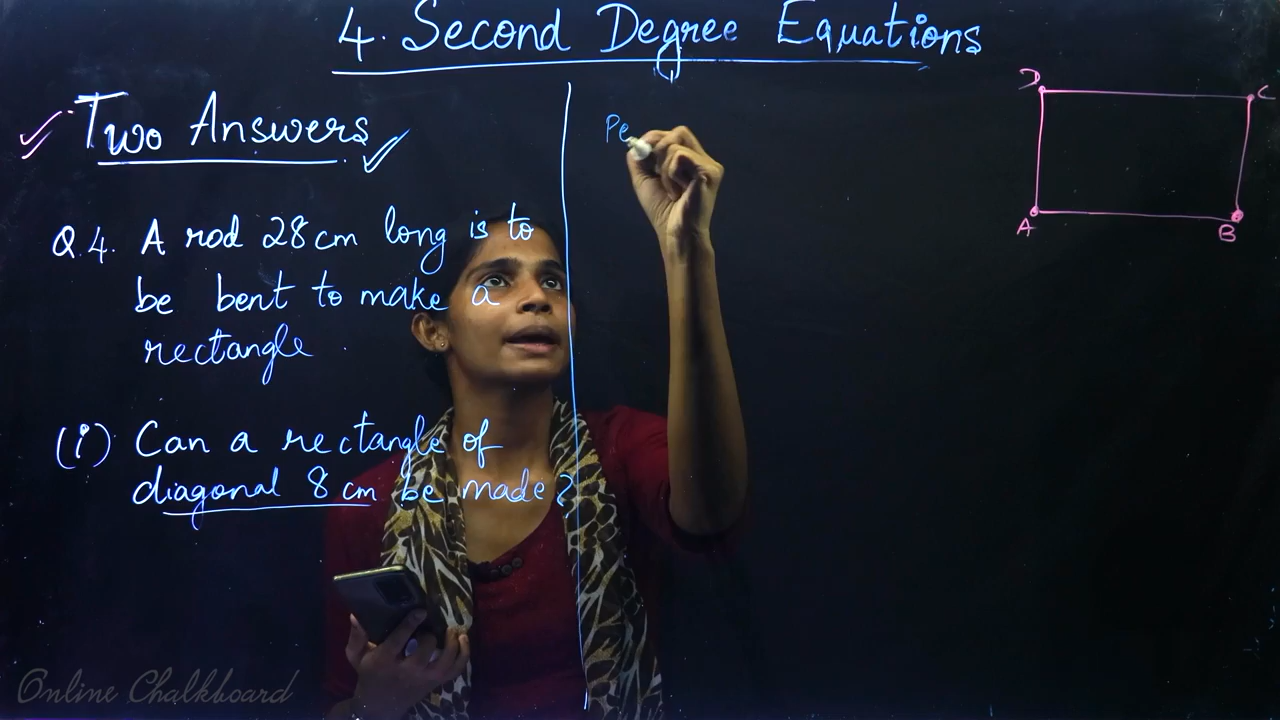 4. Second Degree Equations
Two Answers
Q.4. A rod 28 cm long is to
be bent to make a
rectangle.
(i) Can a rectangle of
diagonal 8 cm be made?
Pe
D C
A B
Online Chalkboard